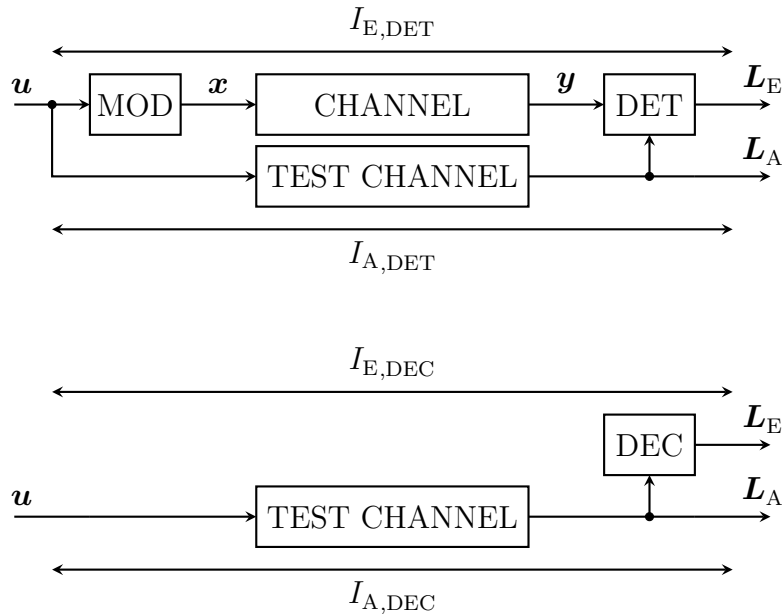 I_E,DET
u MOD x CHANNEL y DET L_E
TEST CHANNEL L_A
I_A,DET
I_E,DEC
DEC L_E
u TEST CHANNEL L_A
I_A,DEC